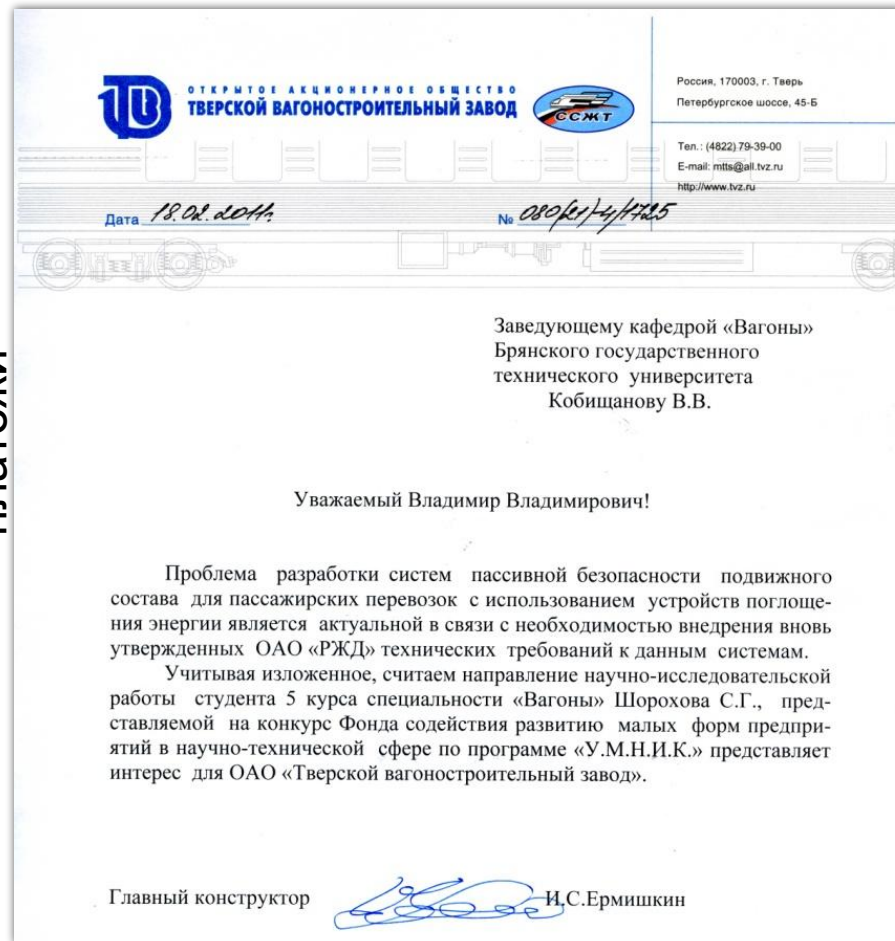 ОТКРЫТОЕ АКЦИОНЕРНОЕ ОБЩЕСТВО
ТВЕРСКОЙ ВАГОНОСТРОИТЕЛЬНЫЙ ЗАВОД
ССЖТ
Россия, 170003, г. Тверь
Петербургское шоссе, 45-Б
Тел.: (4822) 79-39-00
E-mail: mtts@all.tvz.ru
http://www.tvz.ru
Дата 18.02.2011г.
№ 080(21)-4/1725
Заведующему кафедрой «Вагоны»
Брянского государственного
технического университета
Кобищанову В.В.
Уважаемый Владимир Владимирович!
Проблема разработки систем пассивной безопасности подвижного
состава для пассажирских перевозок с использованием устройств поглоще-
ния энергии является актуальной в связи с необходимостью внедрения вновь
утвержденных ОАО «РЖД» технических требований к данным системам.
Учитывая изложенное, считаем направление научно-исследовательской
работы студента 5 курса специальности «Вагоны» Шорохова С.Г., пред-
ставляемой на конкурс Фонда содействия развитию малых форм предпри-
ятий в научно-технической сфере по программе «У.М.Н.И.К.» представляет
интерес для ОАО «Тверской вагоностроительный завод».
Главный конструктор И.С.Ермишкин